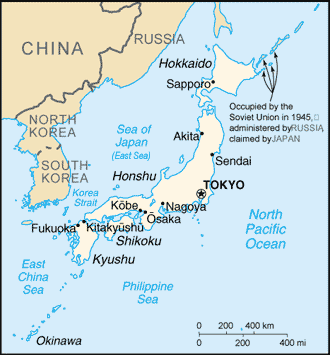 CHINA
RUSSIA
Hokkaido
Sapporo
Occupied by the
Soviet Union in 1945,
administered by RUSSIA
claimed by JAPAN
NORTH
KOREA
Sea of
Japan
(East Sea)
Akita
Sendai
SOUTH
KOREA
Honshu
Korea
Strait
TOKYO
Kōbe
Nagoya
Ōsaka
Fukuoka
Kitakyūshū
Shikoku
Kyushu
North
Pacific
Ocean
East
China
Sea
Philippine
Sea
Okinawa
0 200 400 km
0 200 400 mi